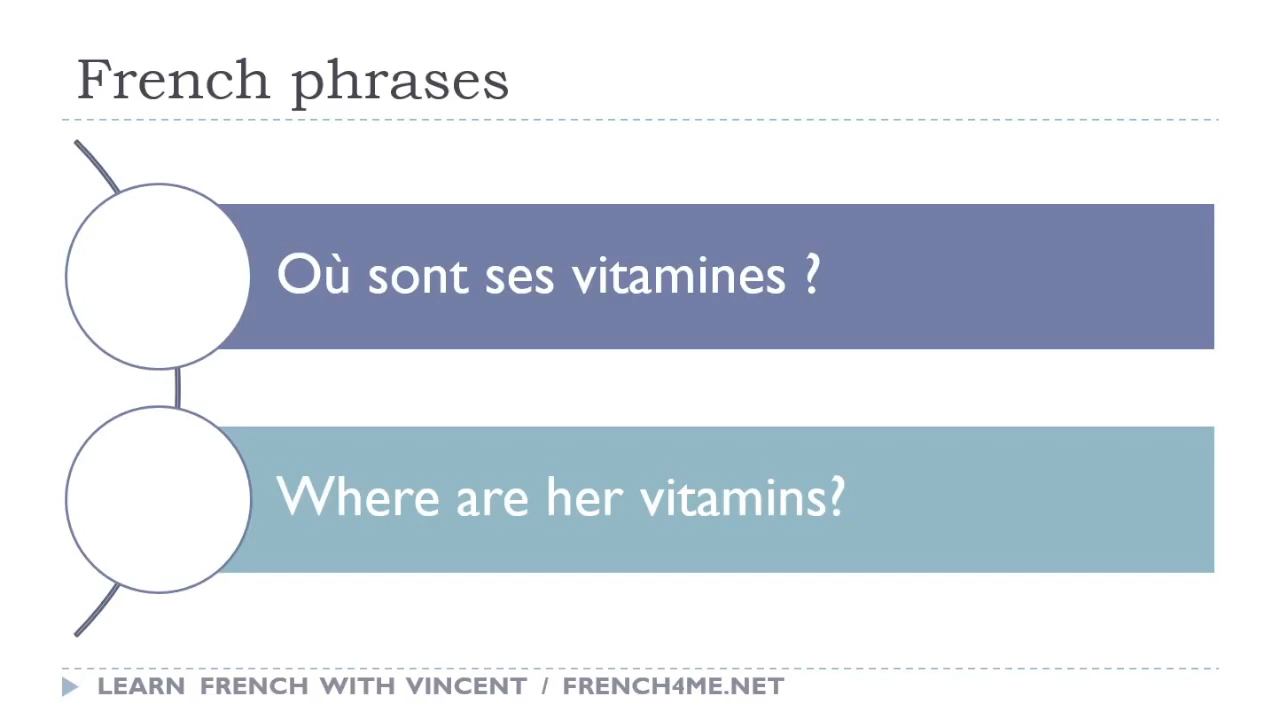 French phrases
Où sont ses vitamines ?
Where are her vitamins?
LEARN FRENCH WITH VINCENT / FRENCH4ME.NET